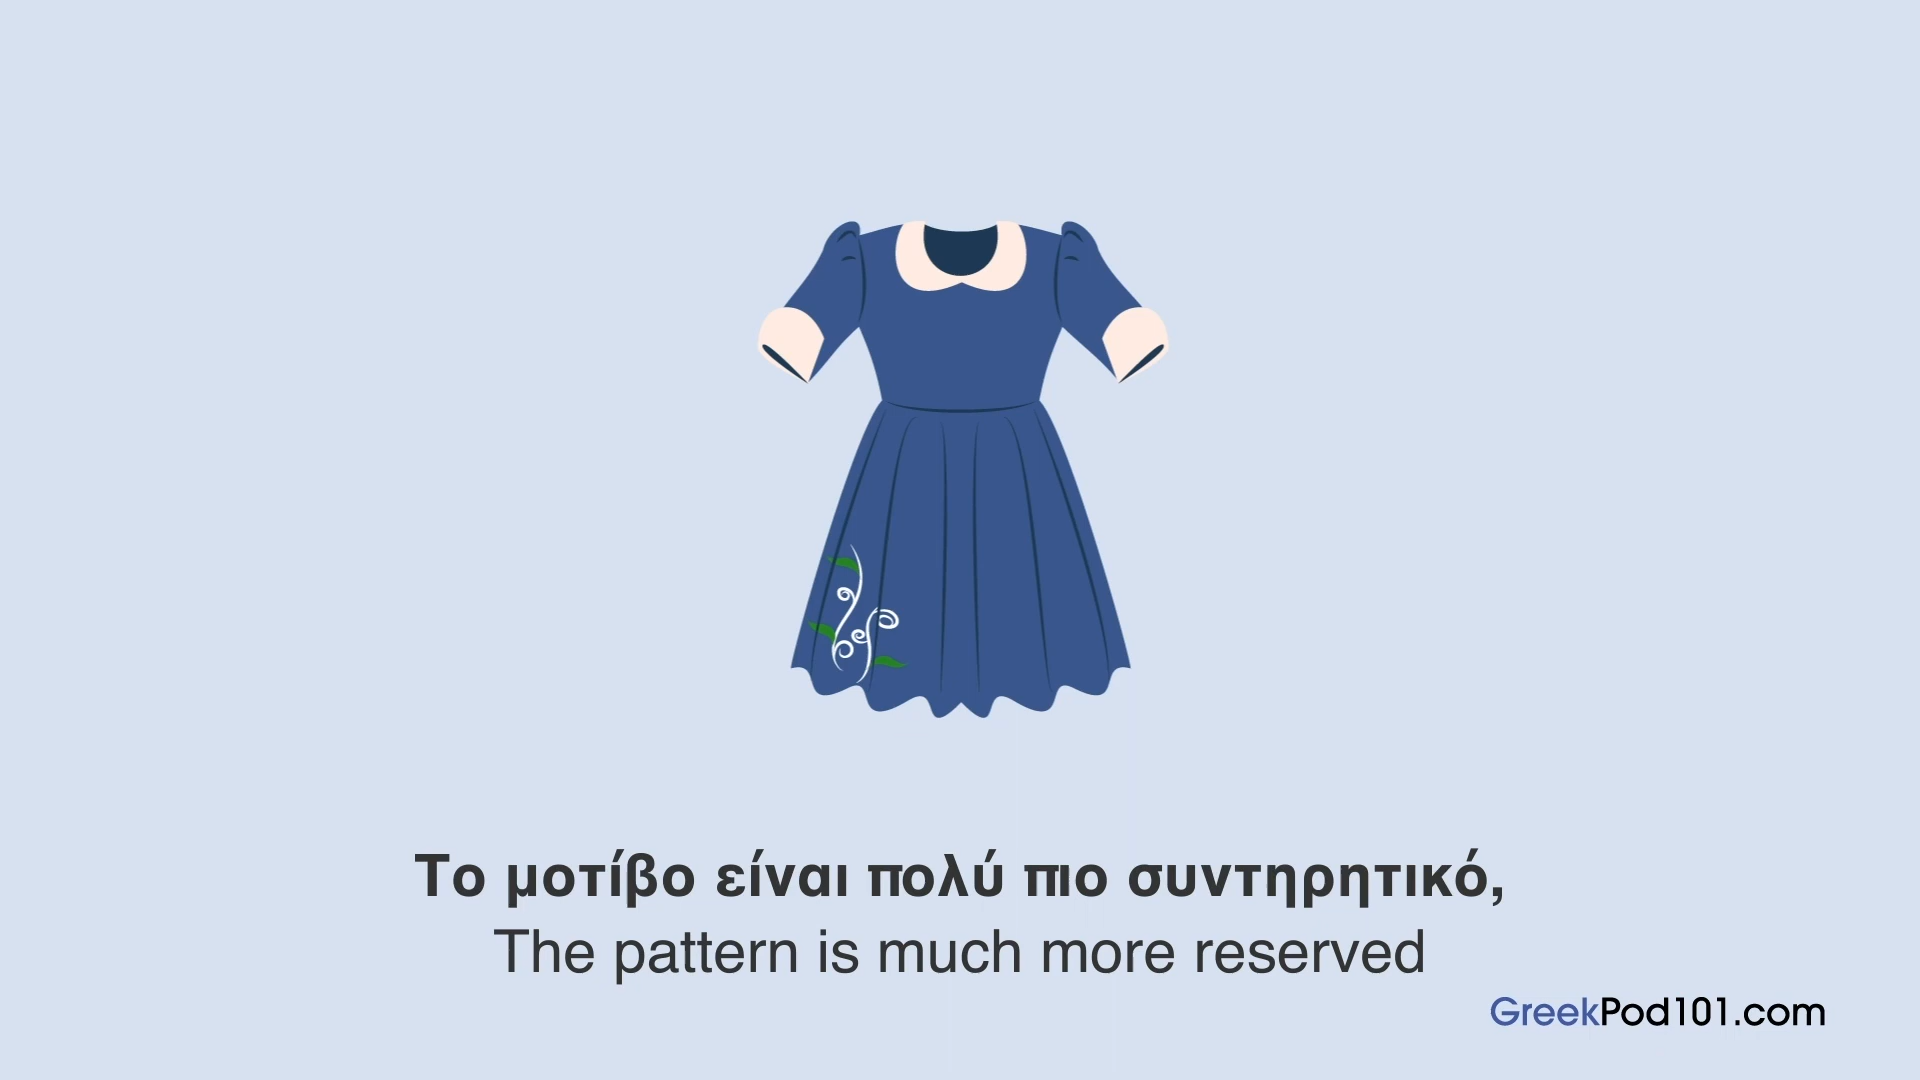 Το μοτίβο είναι πολύ πιο συντηρητικό,
The pattern is much more reserved
GreekPod101.com